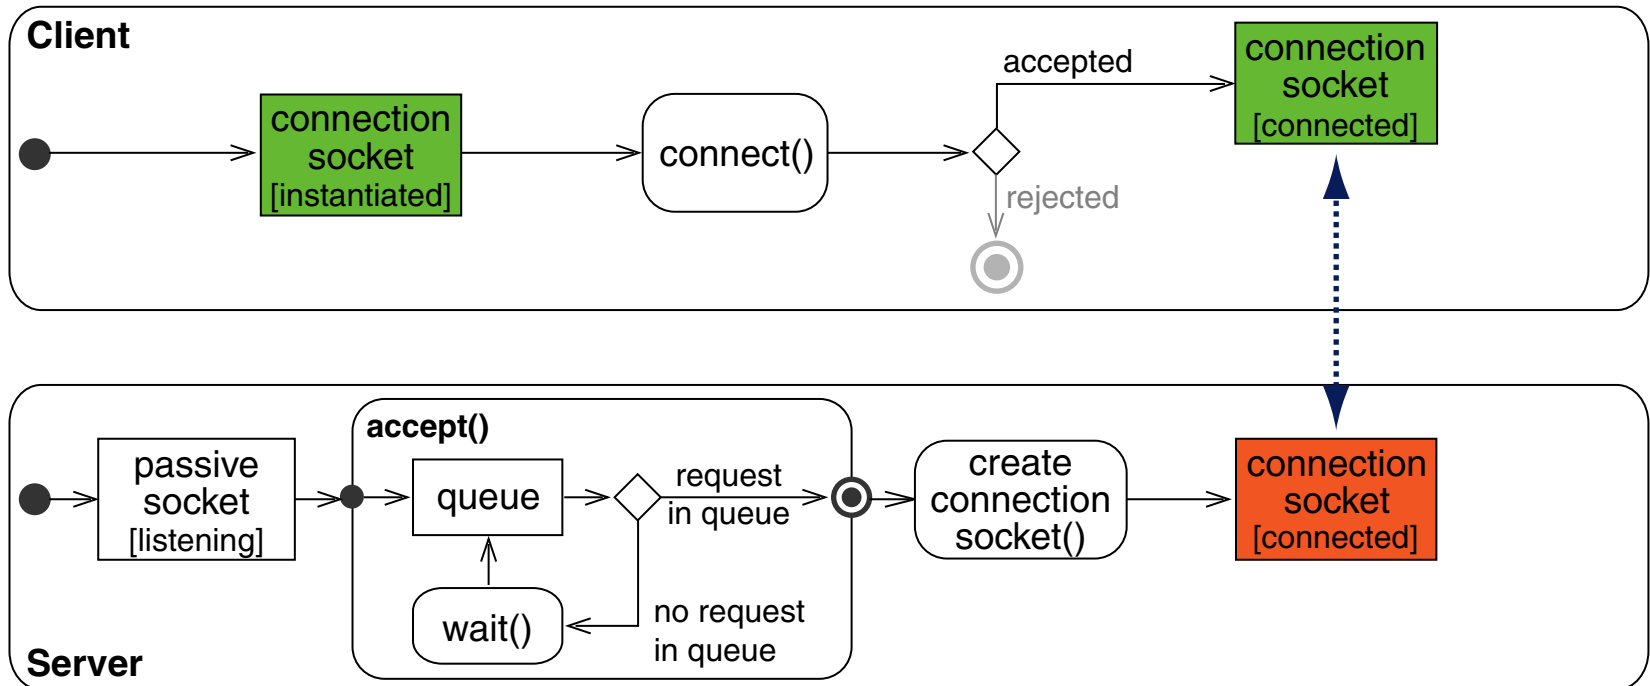 Client
connection
socket
[instantiated]
connect()
accepted
rejected
connection
socket
[connected]
Server
passive
socket
[listening]
accept()
queue
wait()
request
in queue
no request
in queue
create
connection
socket()
connection
socket
[connected]